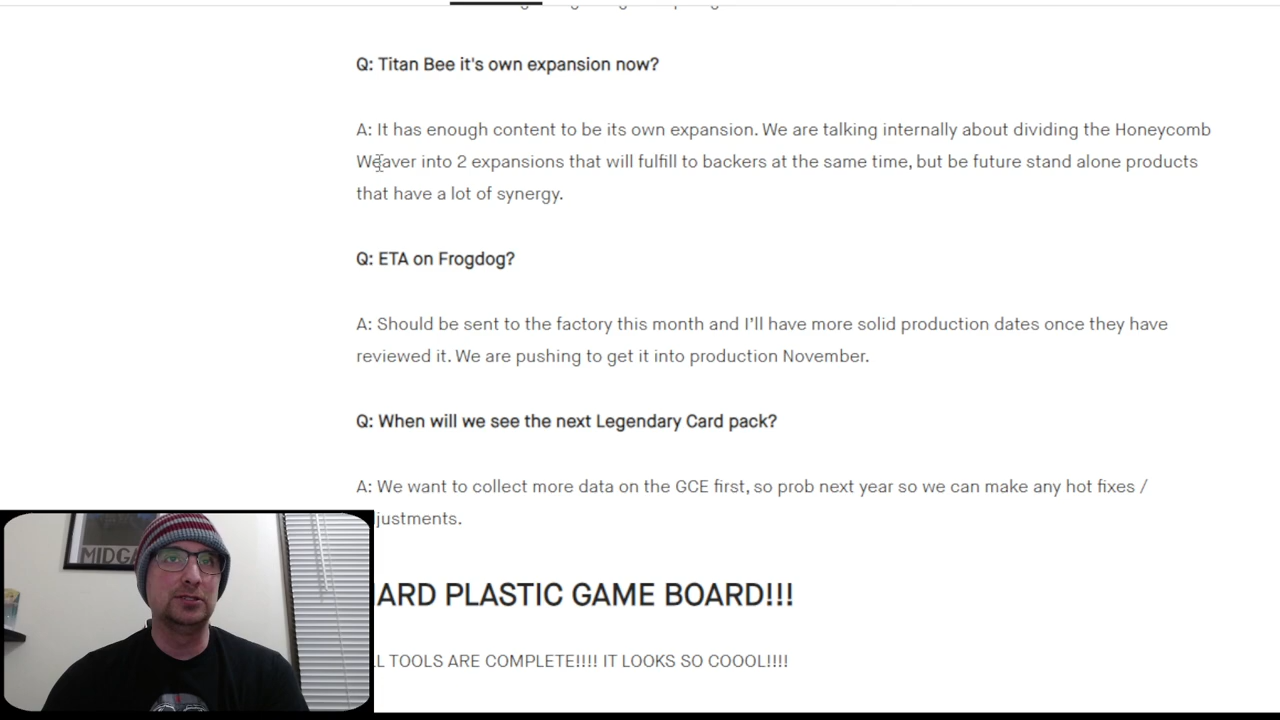 Q: Titan Bee it's own expansion now?
A: It has enough content to be its own expansion. We are talking internally about dividing the Honeycomb
Weaver into 2 expansions that will fulfill to backers at the same time, but be future stand alone products
that have a lot of synergy.
Q: ETA on Frogdog?
A: Should be sent to the factory this month and I'll have more solid production dates once they have
reviewed it. We are pushing to get it into production November.
Q: When will we see the next Legendary Card pack?
A: We want to collect more data on the GCE first, so prob next year so we can make any hot fixes /
justments.
ARD PLASTIC GAME BOARD!!!
L TOOLS ARE COMPLETE!!!! IT LOOKS SO COOOL!!!!
MIDGA